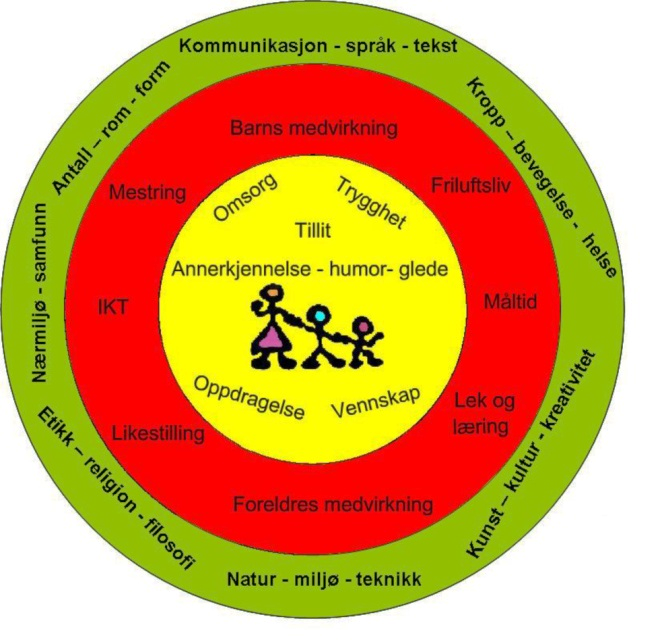 Kommunikasjon - språk - tekst
Kropp – bevegelse - helse
Kunst – kultur - kreativitet
Natur - miljø - teknikk
Etikk – religion - filosofi
Nærmiljø - samfunn
Antall – rom - form
Barns medvirkning
Friluftsliv
Måltid
Lek og
læring
Foreldres medvirkning
Likestilling
IKT
Mestring
Omsorg
Trygghet
Tillit
Annerkjennelse - humor- glede
Oppdragelse
Vennskap